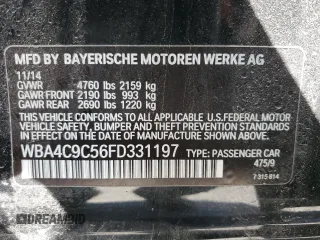 MFD BY BAYERISCHE MOTOREN WERKE AG
11/14
GVWR 4760 lbs 2159 kg
GAWR FRONT 2190 lbs 993 kg
GAWR REAR 2690 lbs 1220 kg
THIS VEHICLE CONFORMS TO ALL APPLICABLE
U.S.FEDERAL MOTOR VEHICLE SAFETY,
BUMPER, AND THEFT PREVENTION STANDARDS
IN EFFECT ON THE DATE OF MANUFACTURE
SHOWN ABOVE.
WBA4C9C56FD331197 TYPE: PASSENGER CAR
475/9
7 315 814
DREAMBID